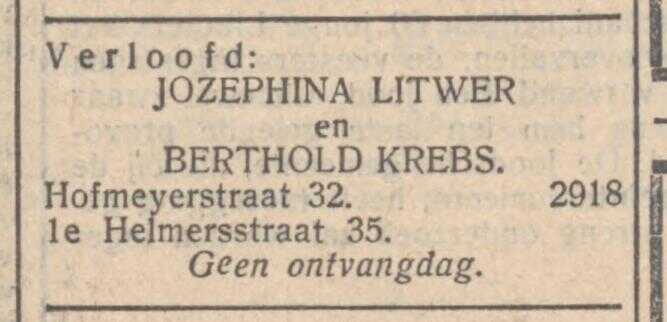 Verloofd:
JOZEPHINA LITWER
en
BERTHOLD KREBS.
Hofmeyerstraat 32. 2918
1e Helmersstraat 35.
Geen ontvangdag.